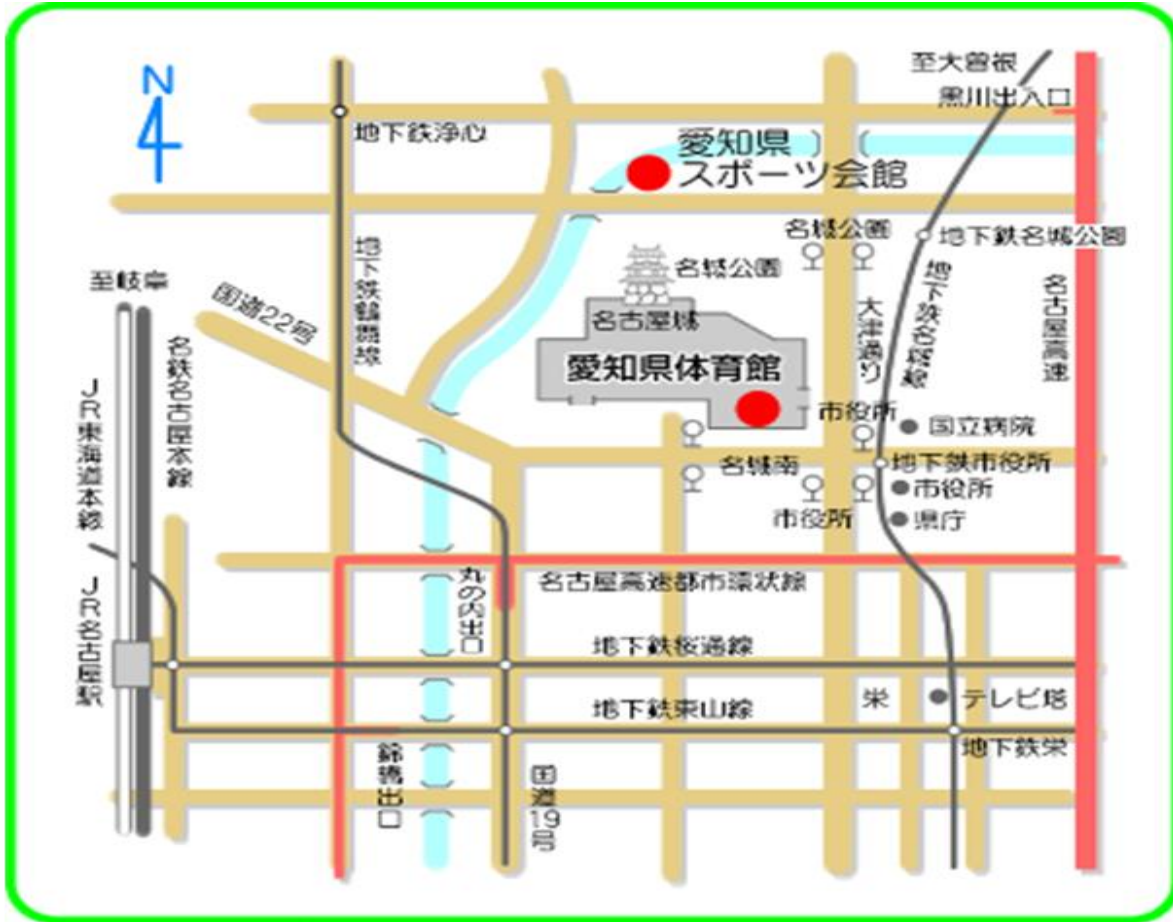 至大曽根
N
黒川出入口
地下鉄浄心
愛知県
スポーツ会館
名城公園
地下鉄名城公園
地下鉄鶴舞線
名城公園
至岐阜
国道22号
地下鉄名城線
名古屋高速
大津通り
名古屋城
名鉄名古屋本線
愛知県体育館
JR東海道本線
市役所
国立病院
名城南
地下鉄市役所
市役所
市役所
県庁
丸の内出口
名古屋高速都市環状線
JR名古屋駅
地下鉄桜通線
栄
テレビ塔
地下鉄東山線
錦橋出口
地下鉄栄
国道19号